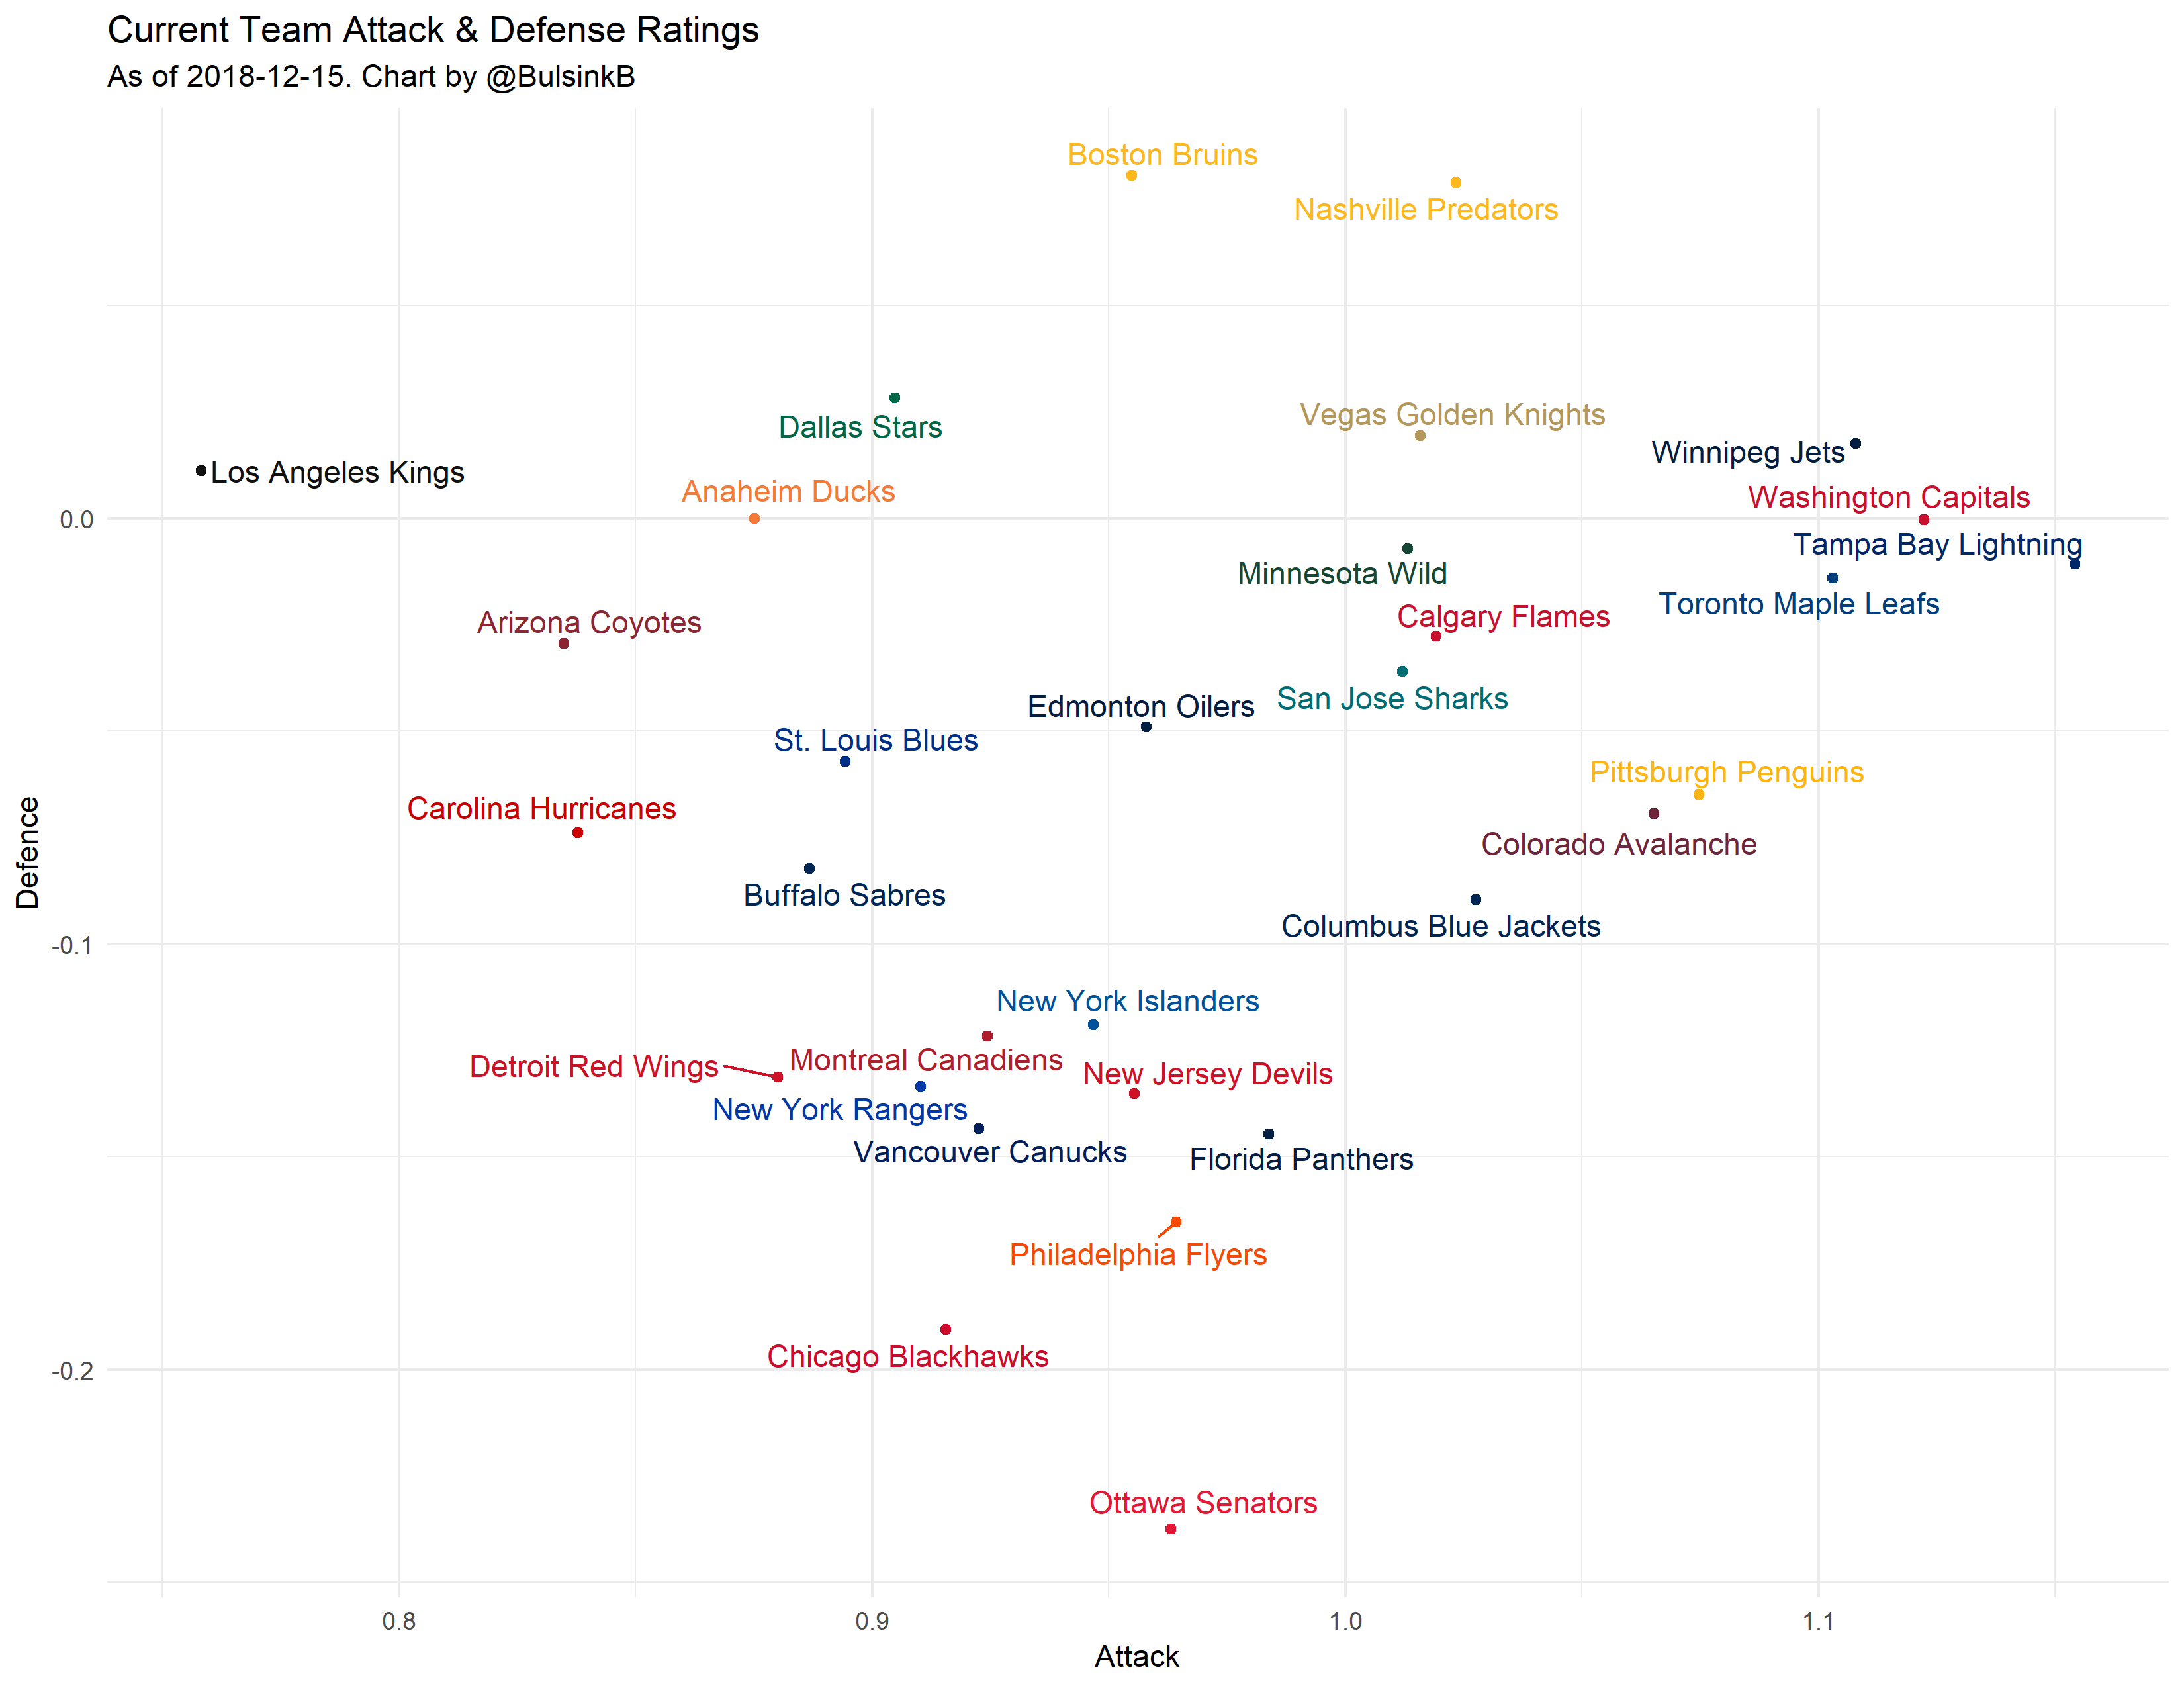 Current Team Attack & Defense Ratings
As of 2018-12-15. Chart by @BulsinkB
Boston Bruins
Nashville Predators
Dallas Stars
Vegas Golden Knights
Winnipeg Jets
Los Angeles Kings
Anaheim Ducks
Washington Capitals
0.0
Tampa Bay Lightning
Minnesota Wild
Toronto Maple Leafs
Arizona Coyotes
Calgary Flames
San Jose Sharks
Edmonton Oilers
St. Louis Blues
Pittsburgh Penguins
Carolina Hurricanes
Colorado Avalanche
Defence
Buffalo Sabres
Columbus Blue Jackets
-0.1
New York Islanders
Montreal Canadiens
Detroit Red Wings
New Jersey Devils
New York Rangers
Vancouver Canucks
Florida Panthers
Philadelphia Flyers
Chicago Blackhawks
-0.2
Ottawa Senators
0.8 0.9 1.0 1.1
Attack